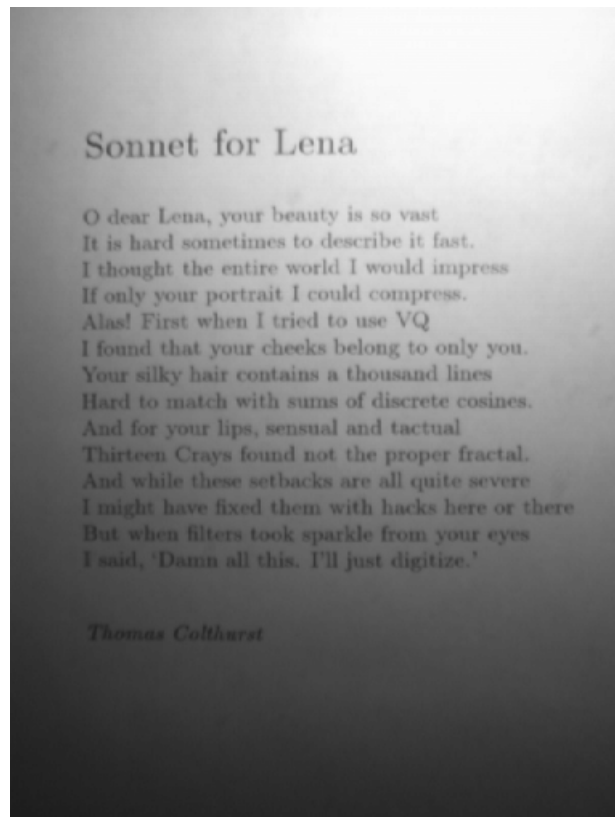 Sonnet for Lena
O dear Lena, your beauty is so vast
It is hard sometimes to describe it fast.
I thought the entire world I would impress
If only your portrait I could compress.
Alas! First when I tried to use VQ
I found that your cheeks belong to only you.
Your silky hair contains a thousand lines
Hard to match with sums of discrete cosines.
And for your lips, sensual and tactual
Thirteen Crays found not the proper fractal.
And while these setbacks are all quite severe
I might have fixed them with hacks here or there
But when filters took sparkle from your eyes
I said, 'Damn all this. I'll just digitize.'
Thomas Colthurst